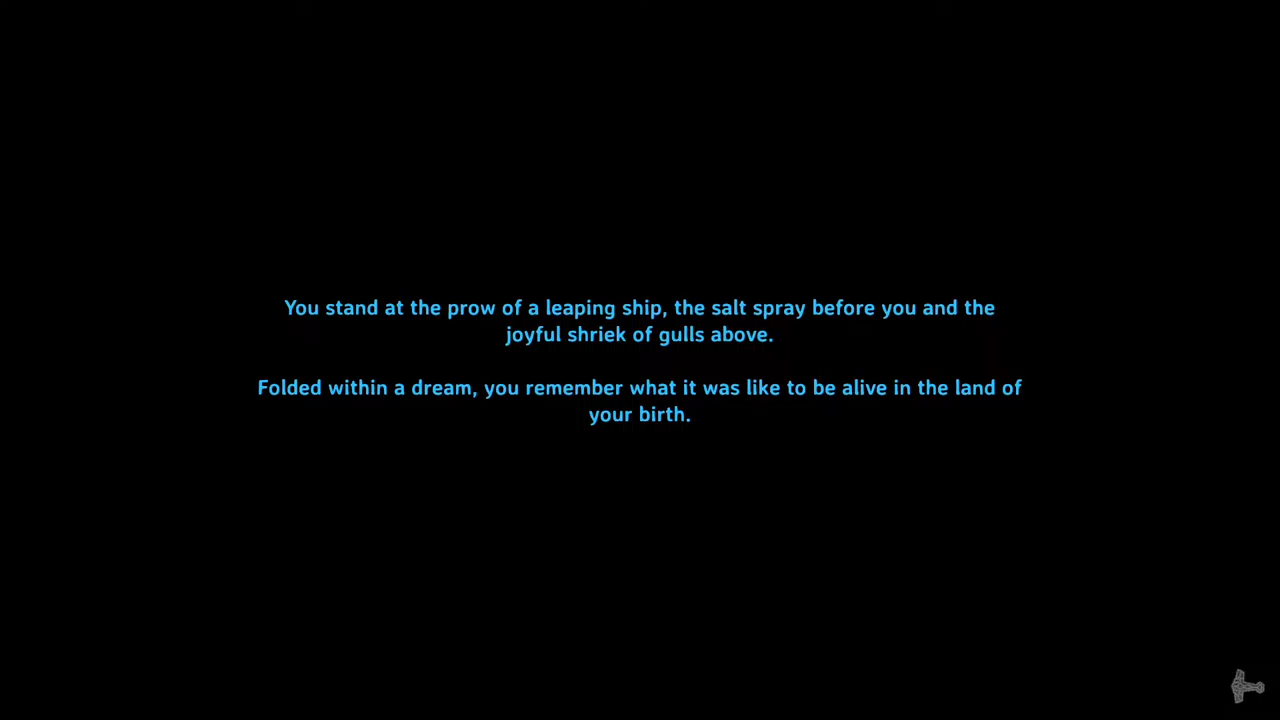 You stand at the prow of a leaping ship, the salt spray before you and the
joyful shriek of gulls above.
Folded within a dream, you remember what it was like to be alive in the land of
your birth.